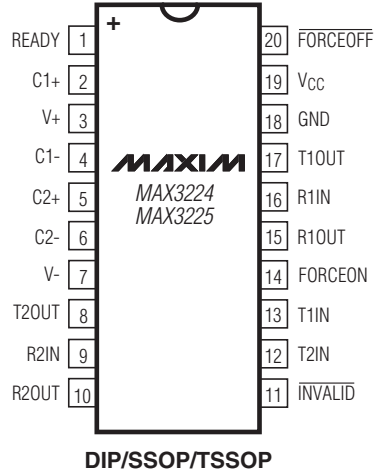 +
READY 1 20 F̅O̅R̅C̅E̅O̅F̅F̅
C1+ 2 19 VCC
V+ 3 18 GND
C1- 4 MAXIM 17 T1OUT
C2+ 5 MAX3224 16 R1IN
C2- 6 MAX3225 15 R1OUT
V- 7 14 FORCEON
T2OUT 8 13 T1IN
R2IN 9 12 T2IN
R2OUT 10 11 I̅N̅V̅A̅L̅I̅D̅
DIP/SSOP/TSSOP